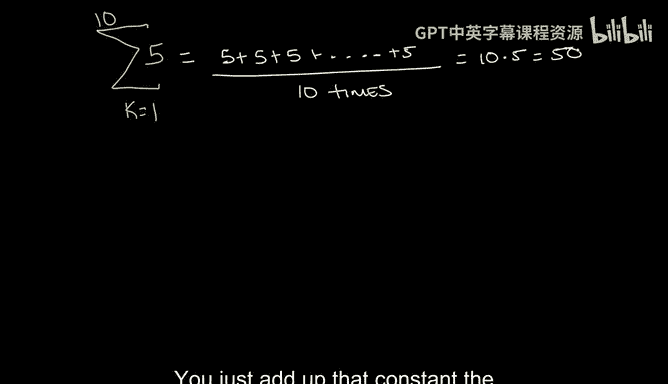 GPT中英字幕课程资源 bilibili
10
∑ 5 = 5+5+5+.....+5 = 10·5 = 50
K=1 10 TIMES
You just add up that constant the